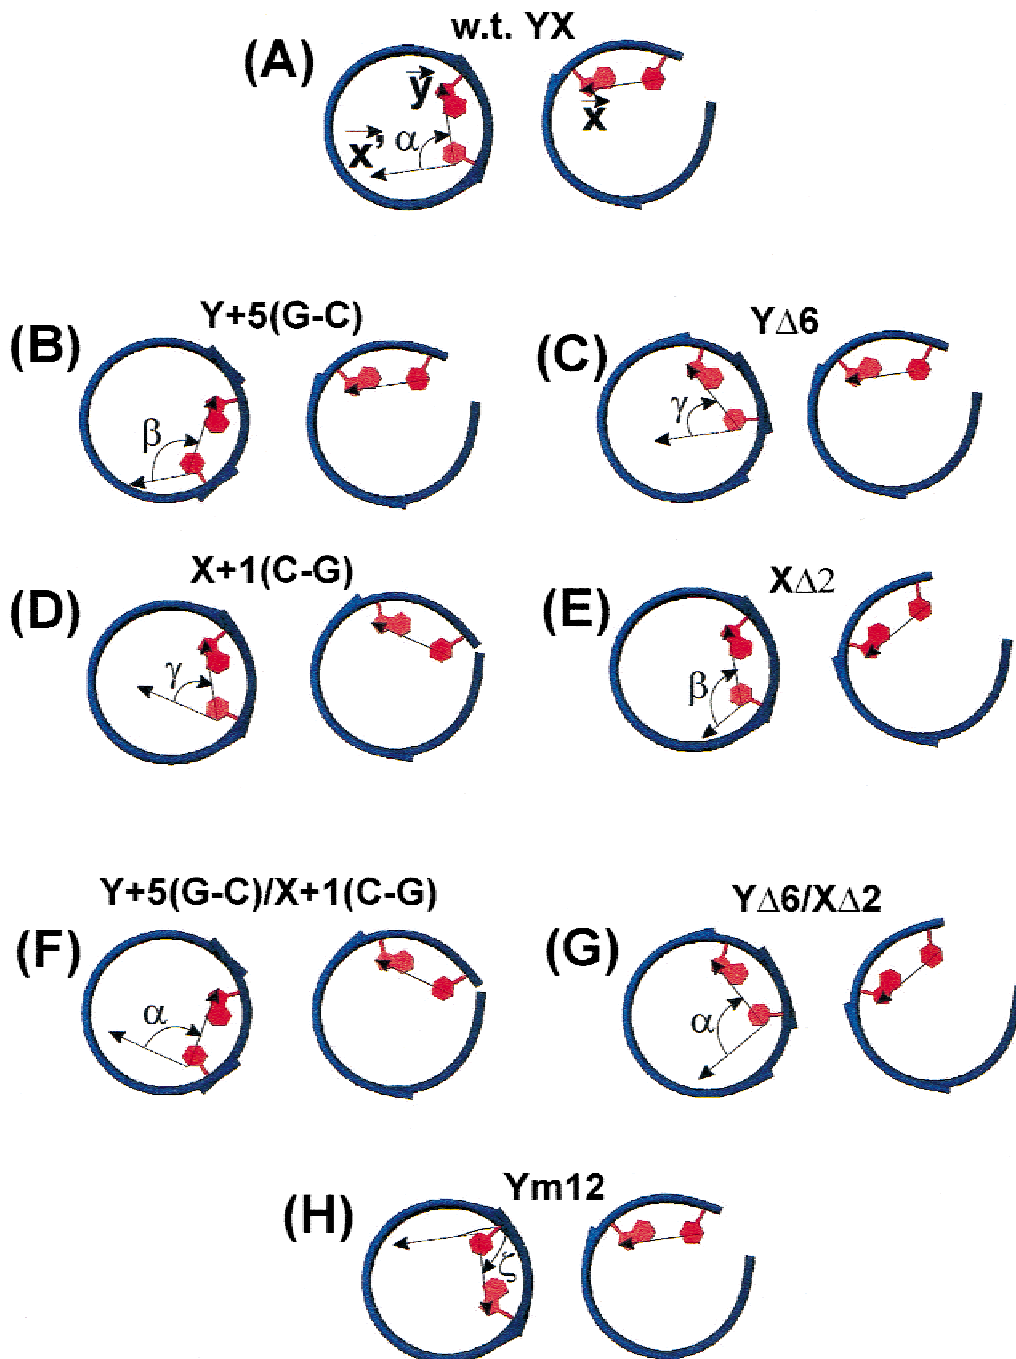 w.t. YX
(A)
y⃗
x⃗' α
x⃗
Y+5(G-C)
(B)
β
YΔ6
(C)
γ
X+1(C-G)
(D)
γ
XΔ2
(E)
β
Y+5(G-C)/X+1(C-G)
(F)
α
YΔ6/XΔ2
(G)
α
Ym12
(H)
ζ